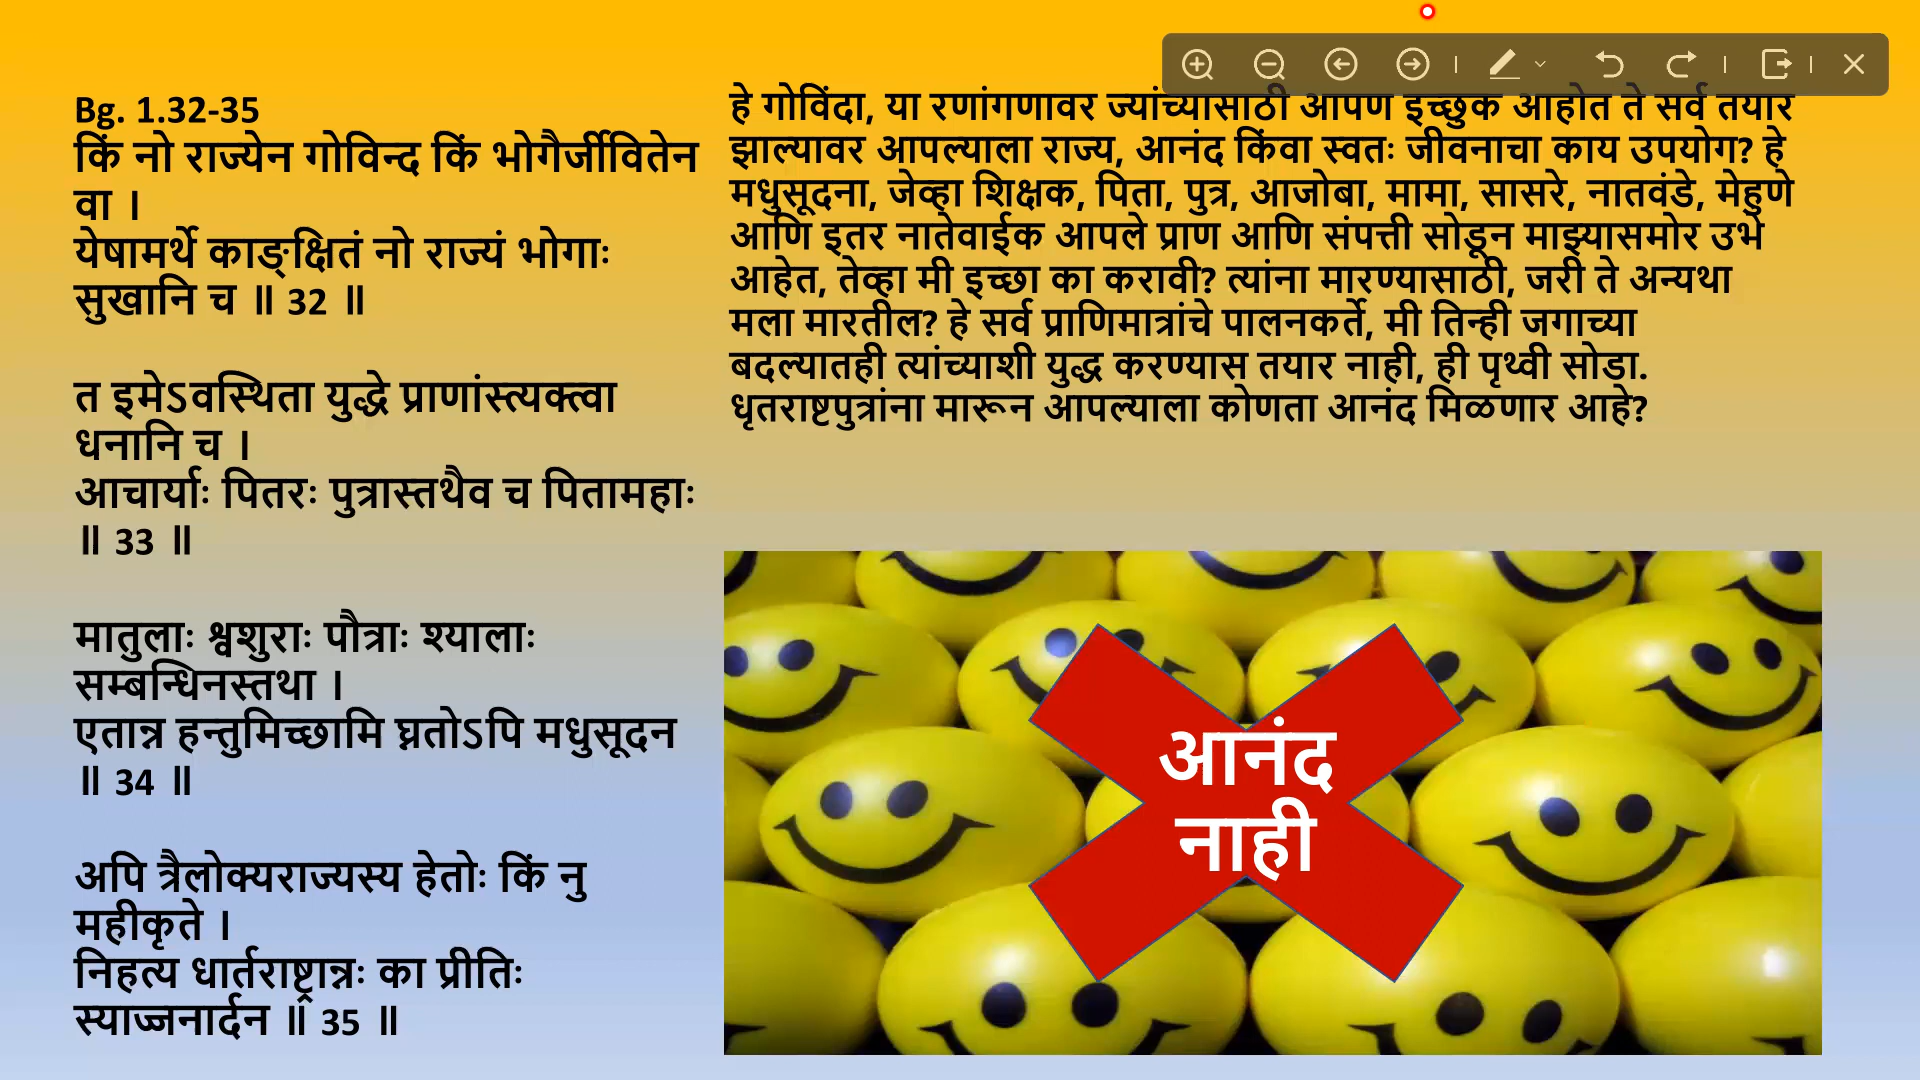 Bg. 1.32-35
किं नो राज्येन गोविन्द किं भोगैर्जीवितेन
वा ।
येषामर्थे काङ्‌क्षितं नो राज्यं भोगाः
सुखानि च ॥ 32 ॥
त इमेऽवस्थिता युद्धे प्राणांस्त्यक्त्वा
धनानि च ।
आचार्याः पितरः पुत्रास्तथैव च पितामहाः
॥ 33 ॥
मातुलाः श्वश‍ुराः पौत्राः श्यालाः
सम्बन्धिनस्तथा ।
एतान्न हन्तुमिच्छामि घ्नतोऽपि मधुसूदन
॥ 34 ॥
अपि त्रैलोक्यराज्यस्य हेतोः किं नु
महीकृते ।
निहत्य धार्तराष्ट्रान्नः का प्रीतिः
स्याज्जनार्दन ॥ 35 ॥
हे गोविंदा, या रणांगणावर ज्यांच्यासाठी आपण इच्छुक आहोत ते सर्व तयार
झाल्यावर आपल्याला राज्य, आनंद किंवा स्वतः जीवनाचा काय उपयोग? हे
मधुसूदना, जेव्हा शिक्षक, पिता, पुत्र, आजोबा, मामा, सासरे, नातवंडे, मेहुणे
आणि इतर नातेवाईक आपले प्राण आणि संपत्ती सोडून माझ्यासमोर उभे
आहेत, तेव्हा मी इच्छा का करावी? त्यांना मारण्यासाठी, जरी ते अन्यथा
मला मारतील? हे सर्व प्राणिमात्रांचे पालनकर्ते, मी तिन्ही जगाच्या
बदल्यातही त्यांच्याशी युद्ध करण्यास तयार नाही, ही पृथ्वी सोडा.
धृतराष्टपुत्रांना मारून आपल्याला कोणता आनंद मिळणार आहे?
आनंद
नाही